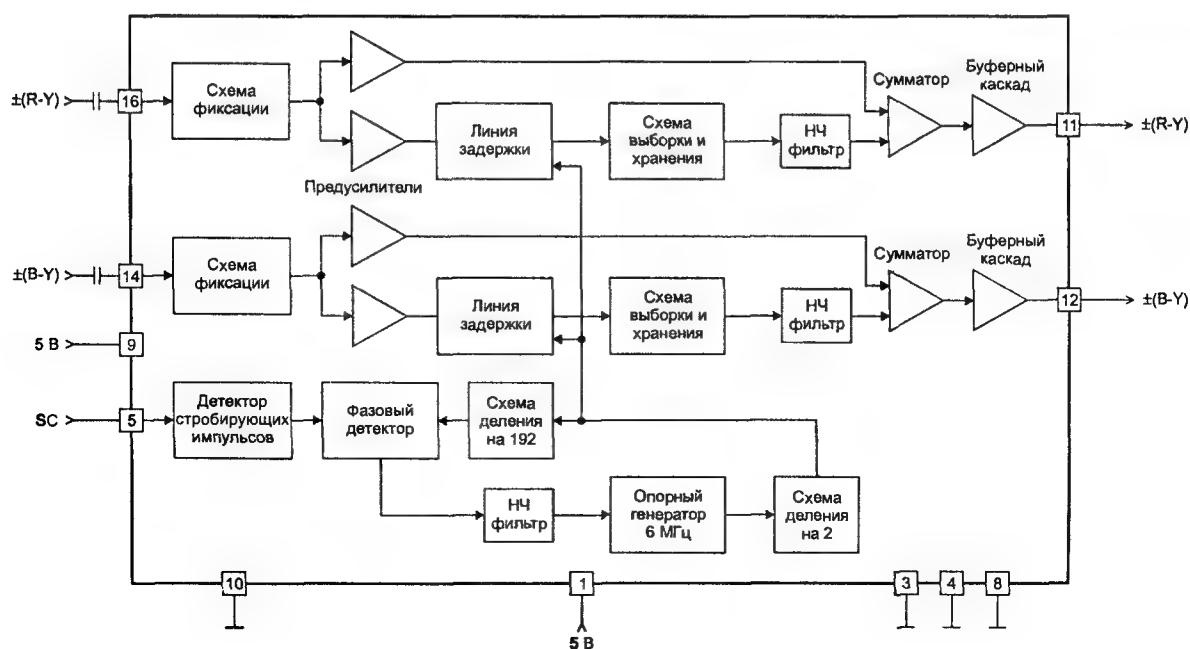 ±(R-Y)
16
Схема
фиксации
Линия
задержки
Схема
выборки и
хранения
НЧ
фильтр
Сумматор
Буферный
каскад
11
±(R-Y)
Предусилители
±(B-Y)
14
Схема
фиксации
Линия
задержки
Схема
выборки и
хранения
НЧ
фильтр
Сумматор
Буферный
каскад
12
±(B-Y)
5 В
9
SC
5
Детектор
стробирующих
импульсов
Фазовый
детектор
Схема
деления
на 192
НЧ
фильтр
Опорный
генератор
6 МГц
Схема
деления
на 2
10
1
3
4
8
5 В